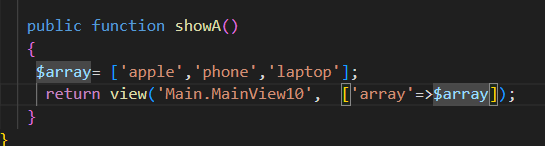 public function showA()
{
$array= ['apple','phone','laptop'];
return view('Main.MainView10',  ['array'=>$array]);
}
}